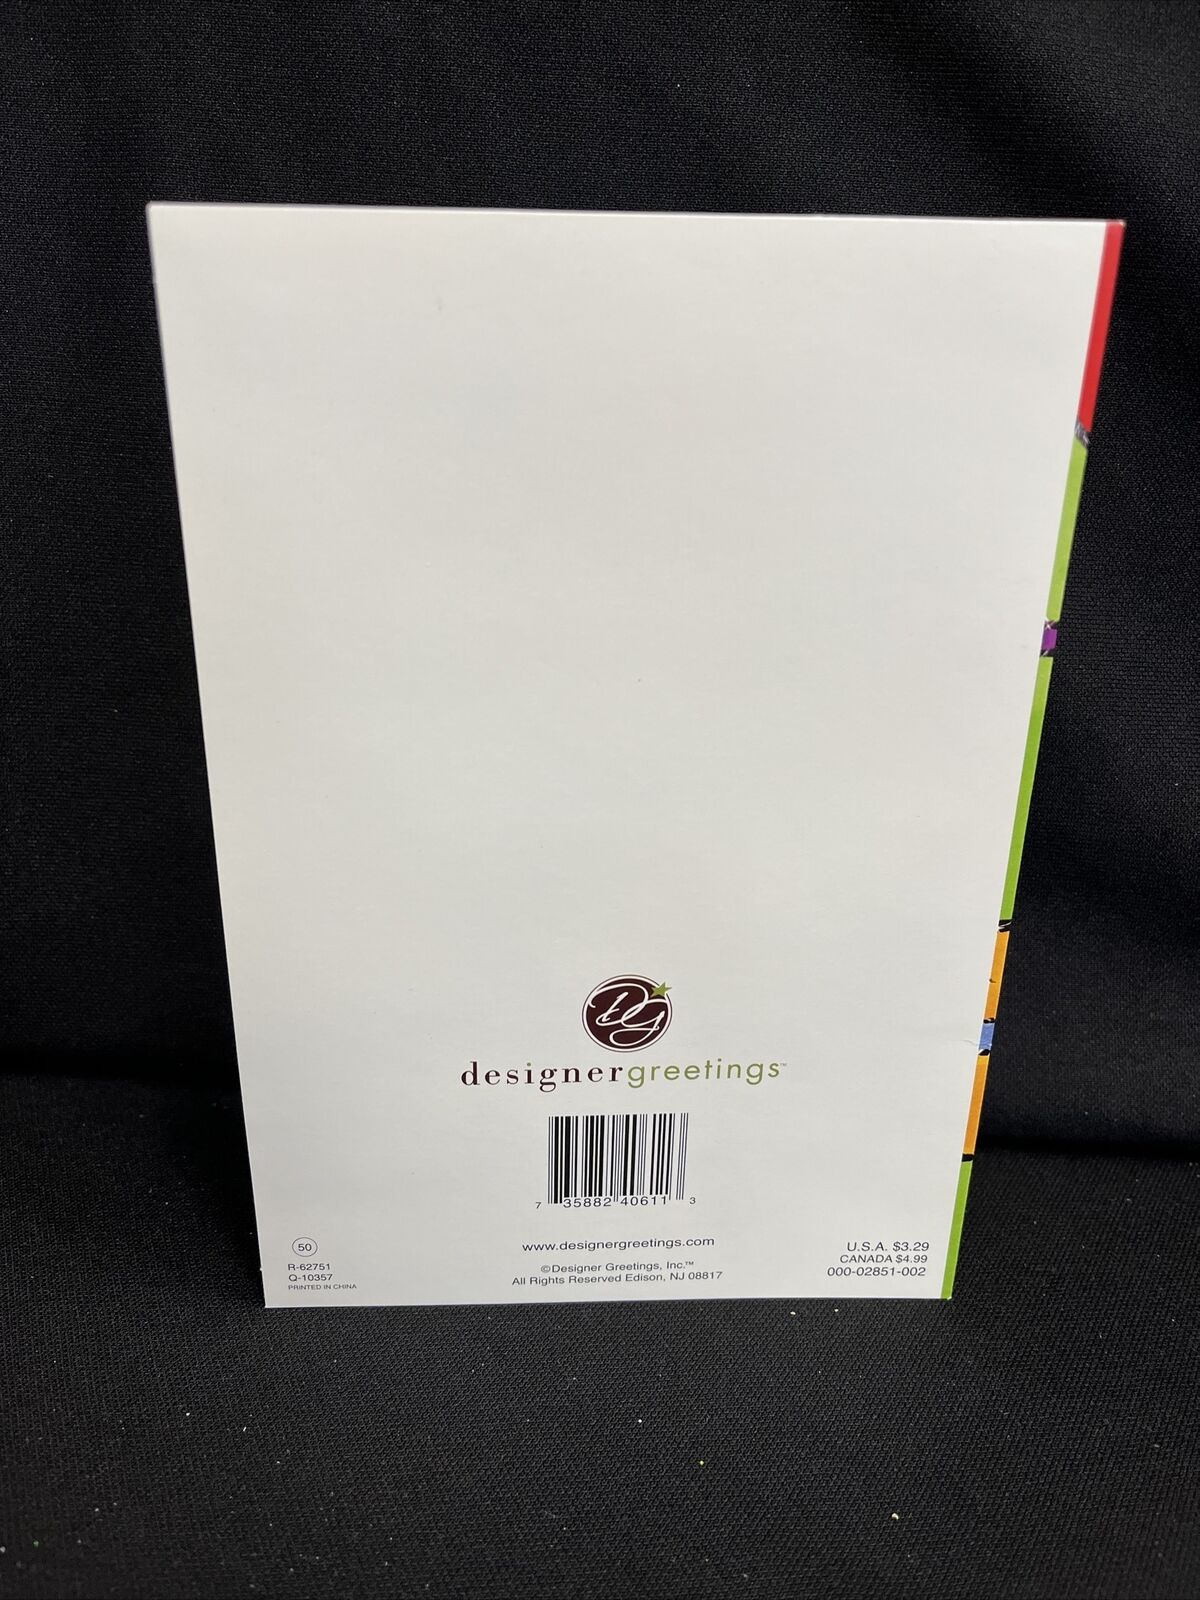 DG
designergreetings™
7 35882 40611 3
50
R-62751
Q-10357
PRINTED IN CHINA
www.designergreetings.com
©Designer Greetings, Inc.™
All Rights Reserved Edison, NJ 08817
U.S.A. $3.29
CANADA $4.99
000-02851-002